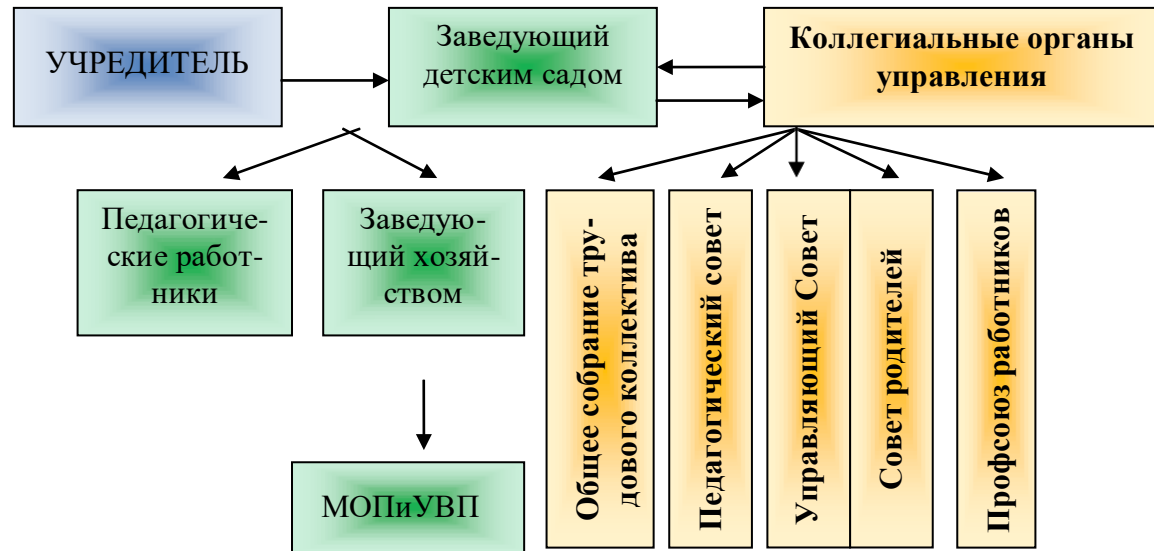 УЧРЕДИТЕЛЬ
Заведующий
детским садом
Коллегиальные органы
управления
Педагогиче-
ские работ-
ники
Заведую-
щий хозяй-
ством
Общее собрание тру-
дового коллектива
Педагогический совет
Управляющий Совет
Совет родителей
Профсоюз работников
МОПиУВП